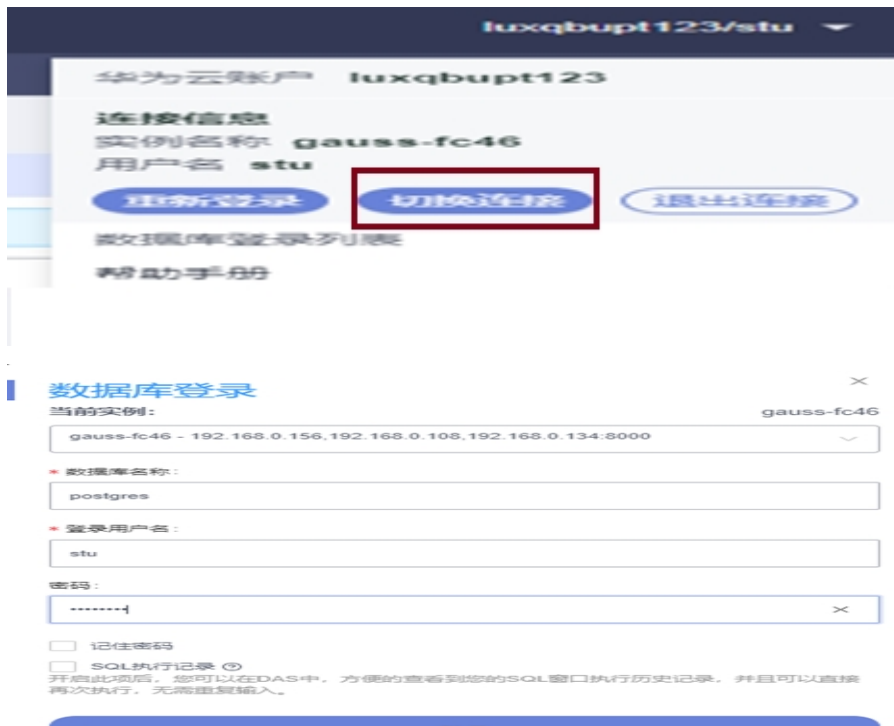 luxqbupt123/stu
华为云账户 luxqbupt123
连接信息
实例名称 gauss-fc46
用户名 stu
重新登录 切换连接 退出连接
数据库登录列表
帮助手册
数据库登录
当前实例: gauss-fc46
gauss-fc46 - 192.168.0.156,192.168.0.108,192.168.0.134:8000
* 数据库名称:
postgres
* 登录用户名:
stu
密码:
记住密码
SQL执行记录
开启此项后，您可以在DAS中，方便的查看到您的SQL窗口执行历史记录，并且可以直接
再次执行，无需重复输入。